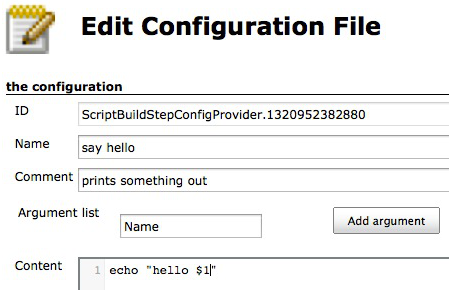 Edit Configuration File
the configuration
ID ScriptBuildStepConfigProvider.1320952382880
Name say hello
Comment prints something out
Argument list Name Add argument
Content 1 echo "hello $1"